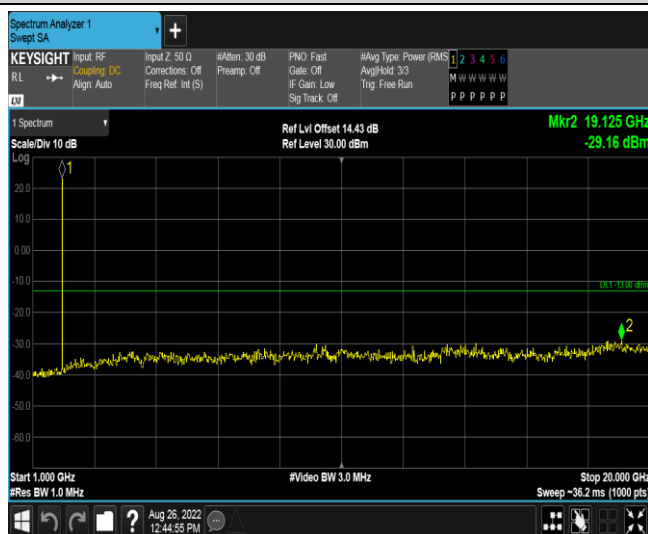 Spectrum Analyzer 1
Swept SA
+
KEYSIGHT
RL
LXI
Input: RF
Coupling: DC
Align: Auto
Input Z: 50 Ω
Corrections: Off
Freq Ref: Int (S)
#Atten: 30 dB
Preamp: Off
PNO: Fast
Gate: Off
IF Gain: Low
Sig Track: Off
#Avg Type: Power (RMS
Avg|Hold: 3/3
Trig: Free Run
1 2 3 4 5 6
M W W W W W
P P P P P P
1 Spectrum
Scale/Div 10 dB
Ref Lvl Offset 14.43 dB
Ref Level 30.00 dBm
Mkr2 19.125 GHz
-29.16 dBm
Log
1
20.0
10.0
0.00
-10.0
DL1 -13.00 dBm
-20.0
2
-30.0
-40.0
-50.0
-60.0
Start 1.000 GHz
#Video BW 3.0 MHz
Stop 20.000 GHz
#Res BW 1.0 MHz
Sweep ~36.2 ms (1000 pts)
?
Aug 26, 2022
12:44:55 PM